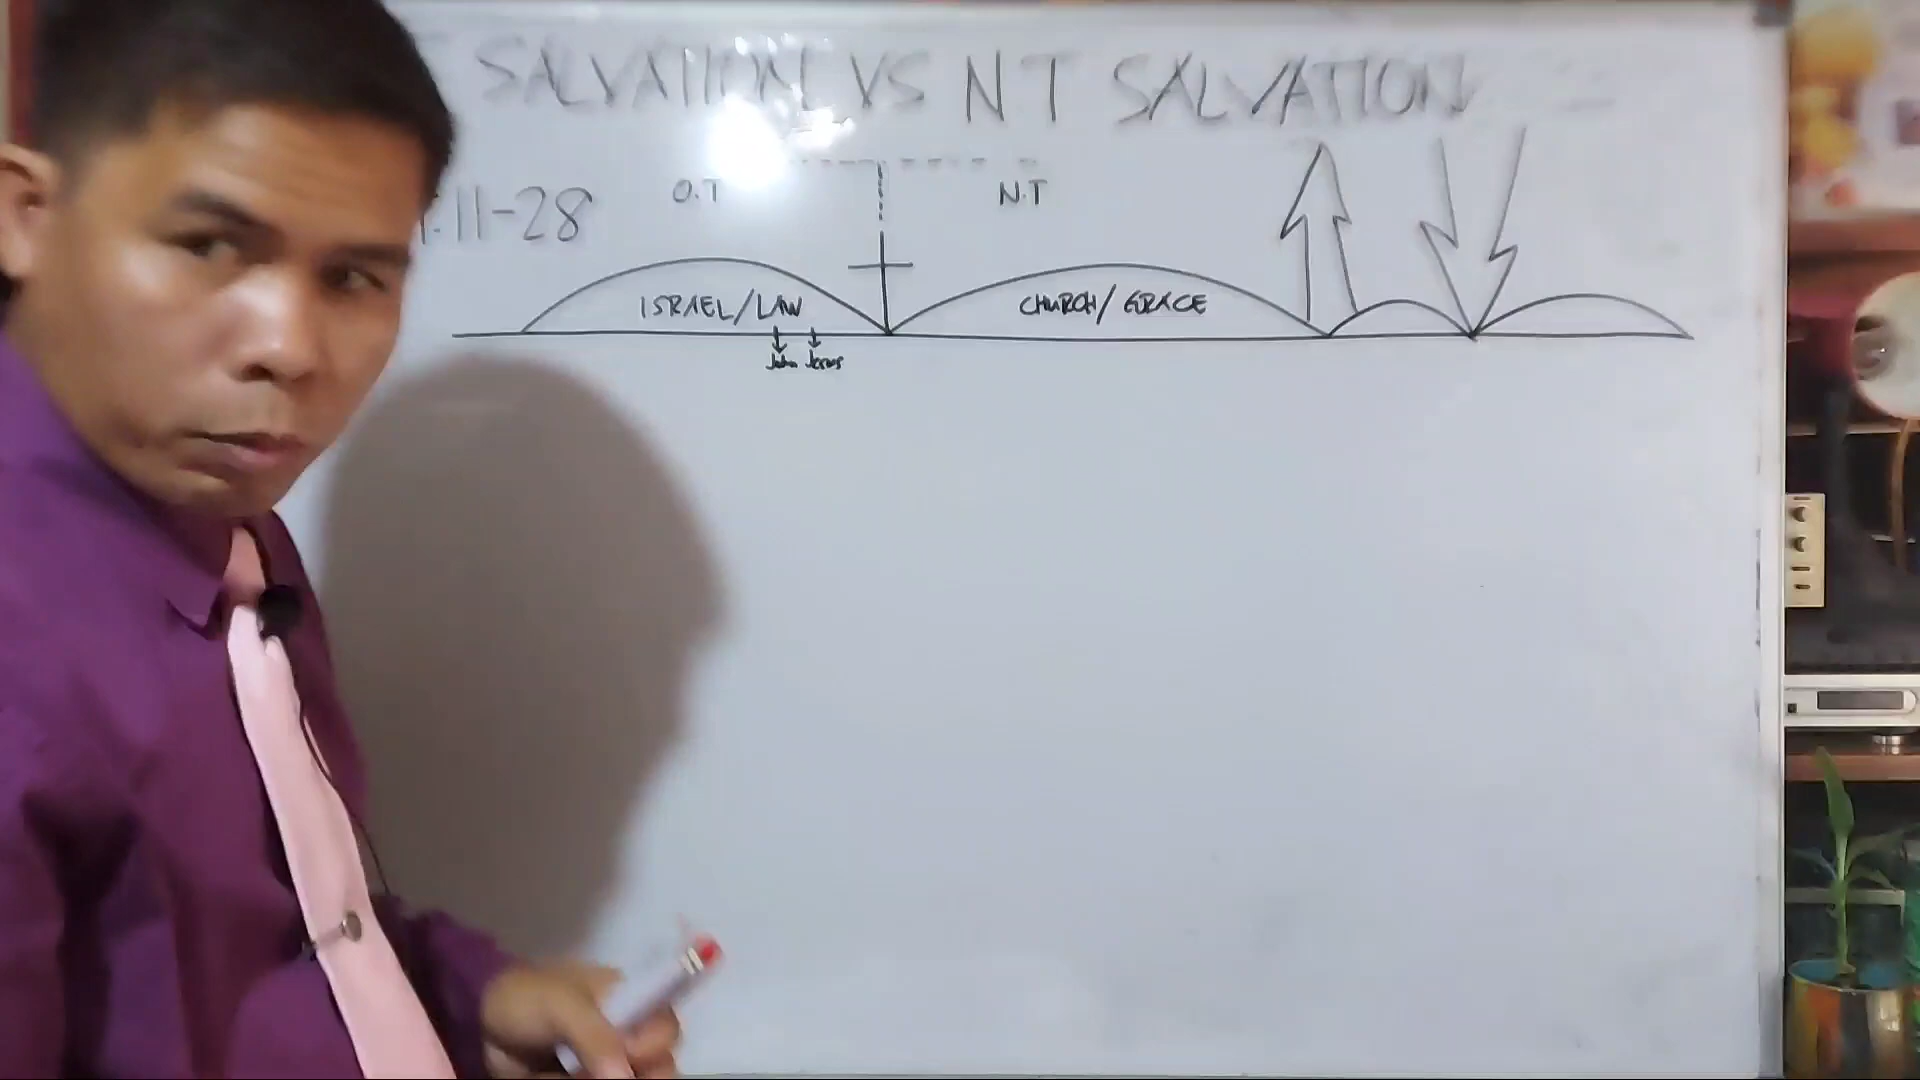 SALVATION VS N T SALVATION
O.T N.T
:11-28
ISRAEL/LAW CHURCH/GRACE
John Jesus